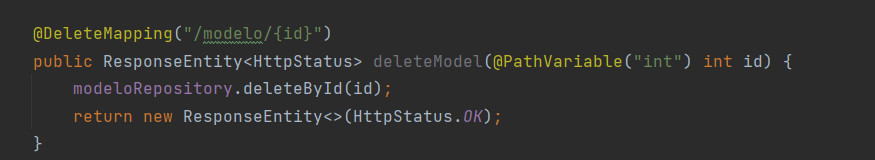 @DeleteMapping("/modelo/{id}")
public ResponseEntity<HttpStatus> deleteModel(@PathVariable("int") int id) {
modeloRepository.deleteById(id);
return new ResponseEntity<>(HttpStatus.OK);
}